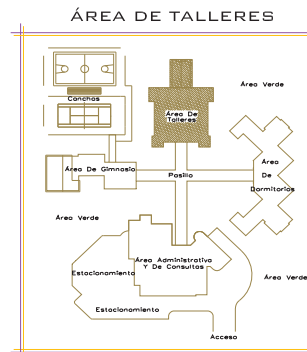 ÁREA DE TALLERES
Canchas
Área De
Talleres
Área Verde
Área De Gimnasio
Pasillo
Área
De
Dormitorios
Área Verde
Área Administrativa
Y De Consultas
Estacionamiento
Área Verde
Estacionamiento
Acceso